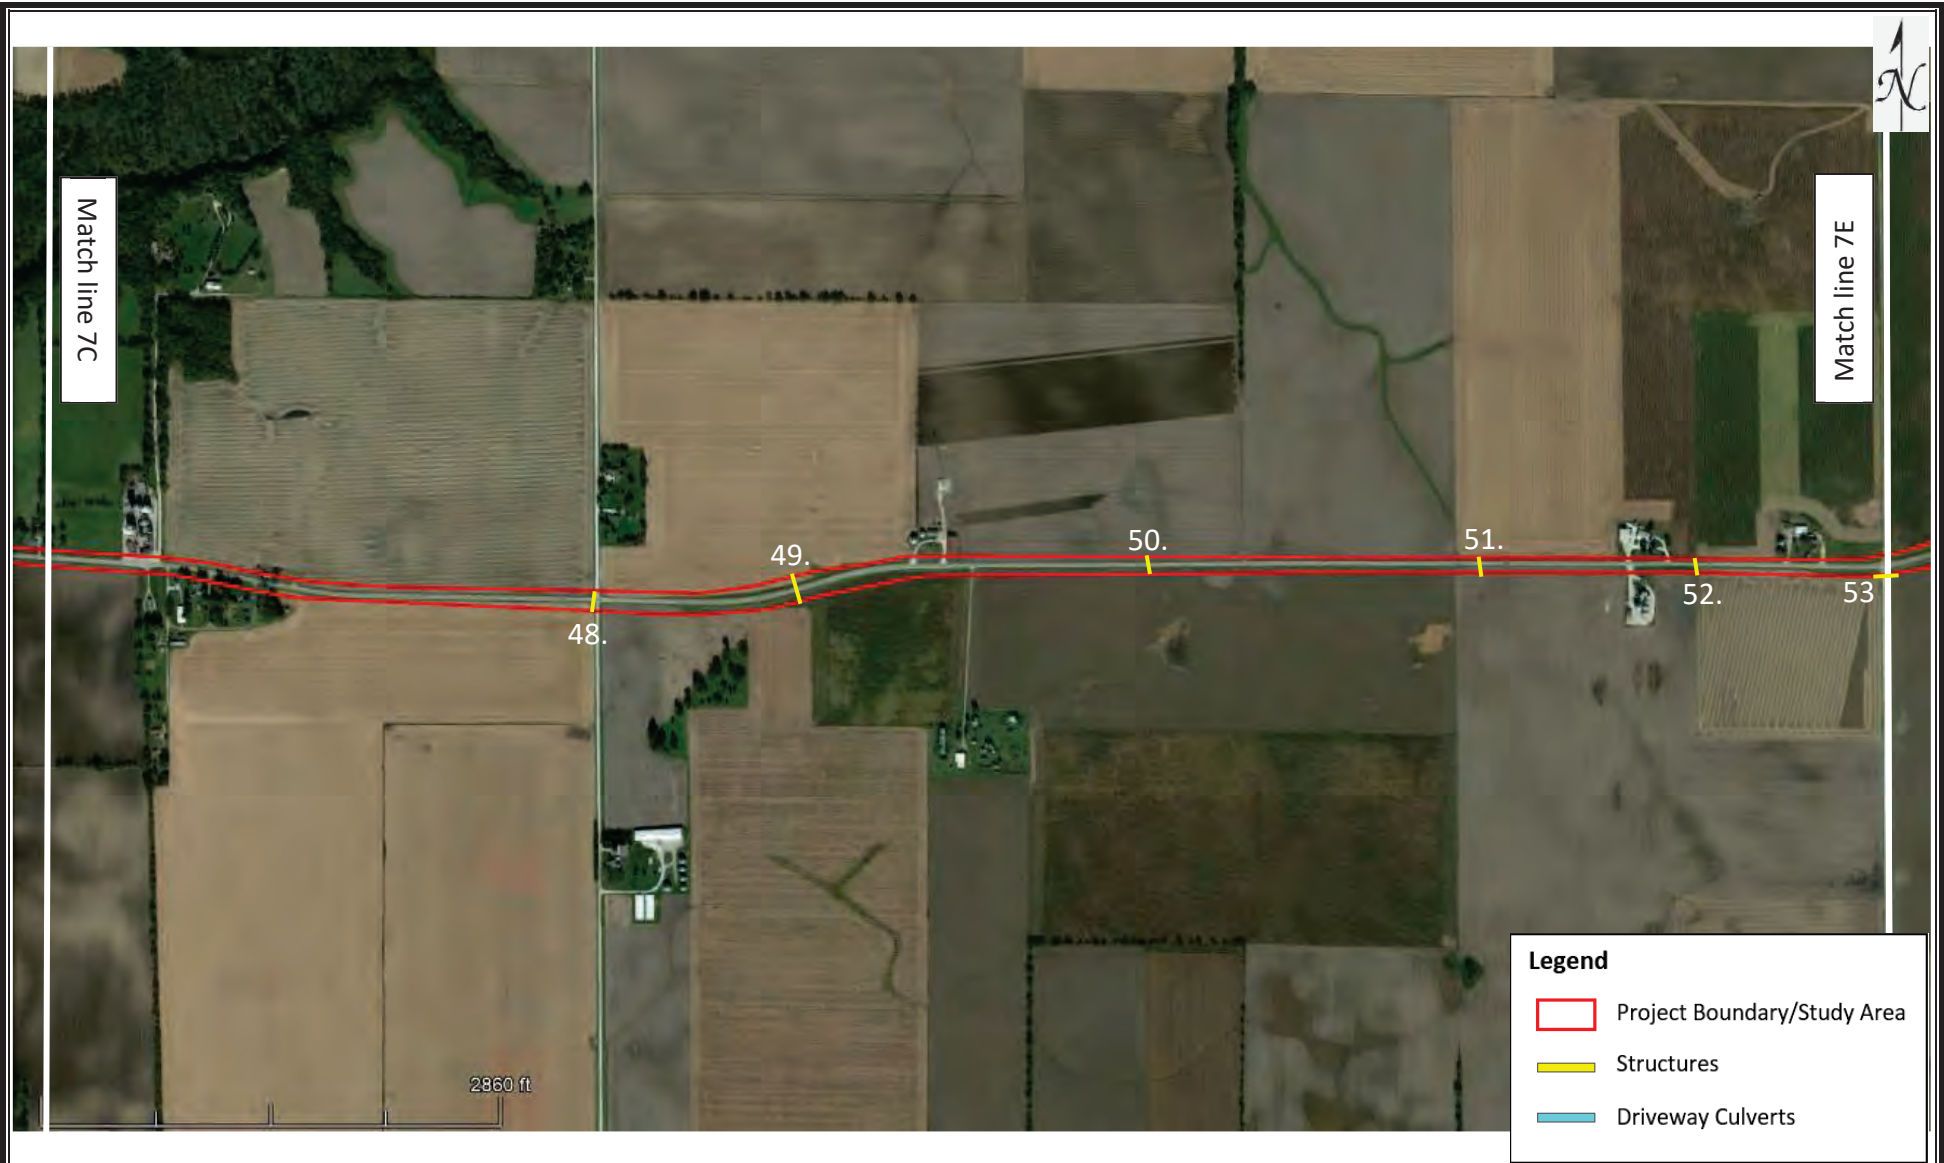 N
Match line 7C
Match line 7E
49.
50.
51.
48.
52.
53
2860 ft
Legend
Project Boundary/Study Area
Structures
Driveway Culverts